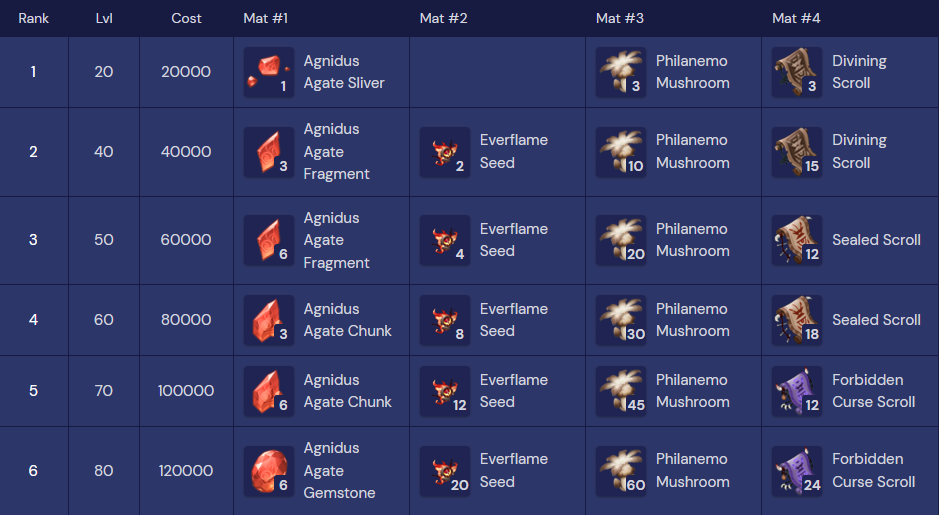 Rank Lvl Cost Mat #1 Mat #2 Mat #3 Mat #4
1 20 20000 1 Agnidus Agate Sliver 3 Philanemo Mushroom 3 Divining Scroll
2 40 40000 3 Agnidus Agate Fragment 2 Everflame Seed 10 Philanemo Mushroom 15 Divining Scroll
3 50 60000 6 Agnidus Agate Fragment 4 Everflame Seed 20 Philanemo Mushroom 12 Sealed Scroll
4 60 80000 3 Agnidus Agate Chunk 8 Everflame Seed 30 Philanemo Mushroom 18 Sealed Scroll
5 70 100000 6 Agnidus Agate Chunk 12 Everflame Seed 45 Philanemo Mushroom 12 Forbidden Curse Scroll
6 80 120000 6 Agnidus Agate Gemstone 20 Everflame Seed 60 Philanemo Mushroom 24 Forbidden Curse Scroll